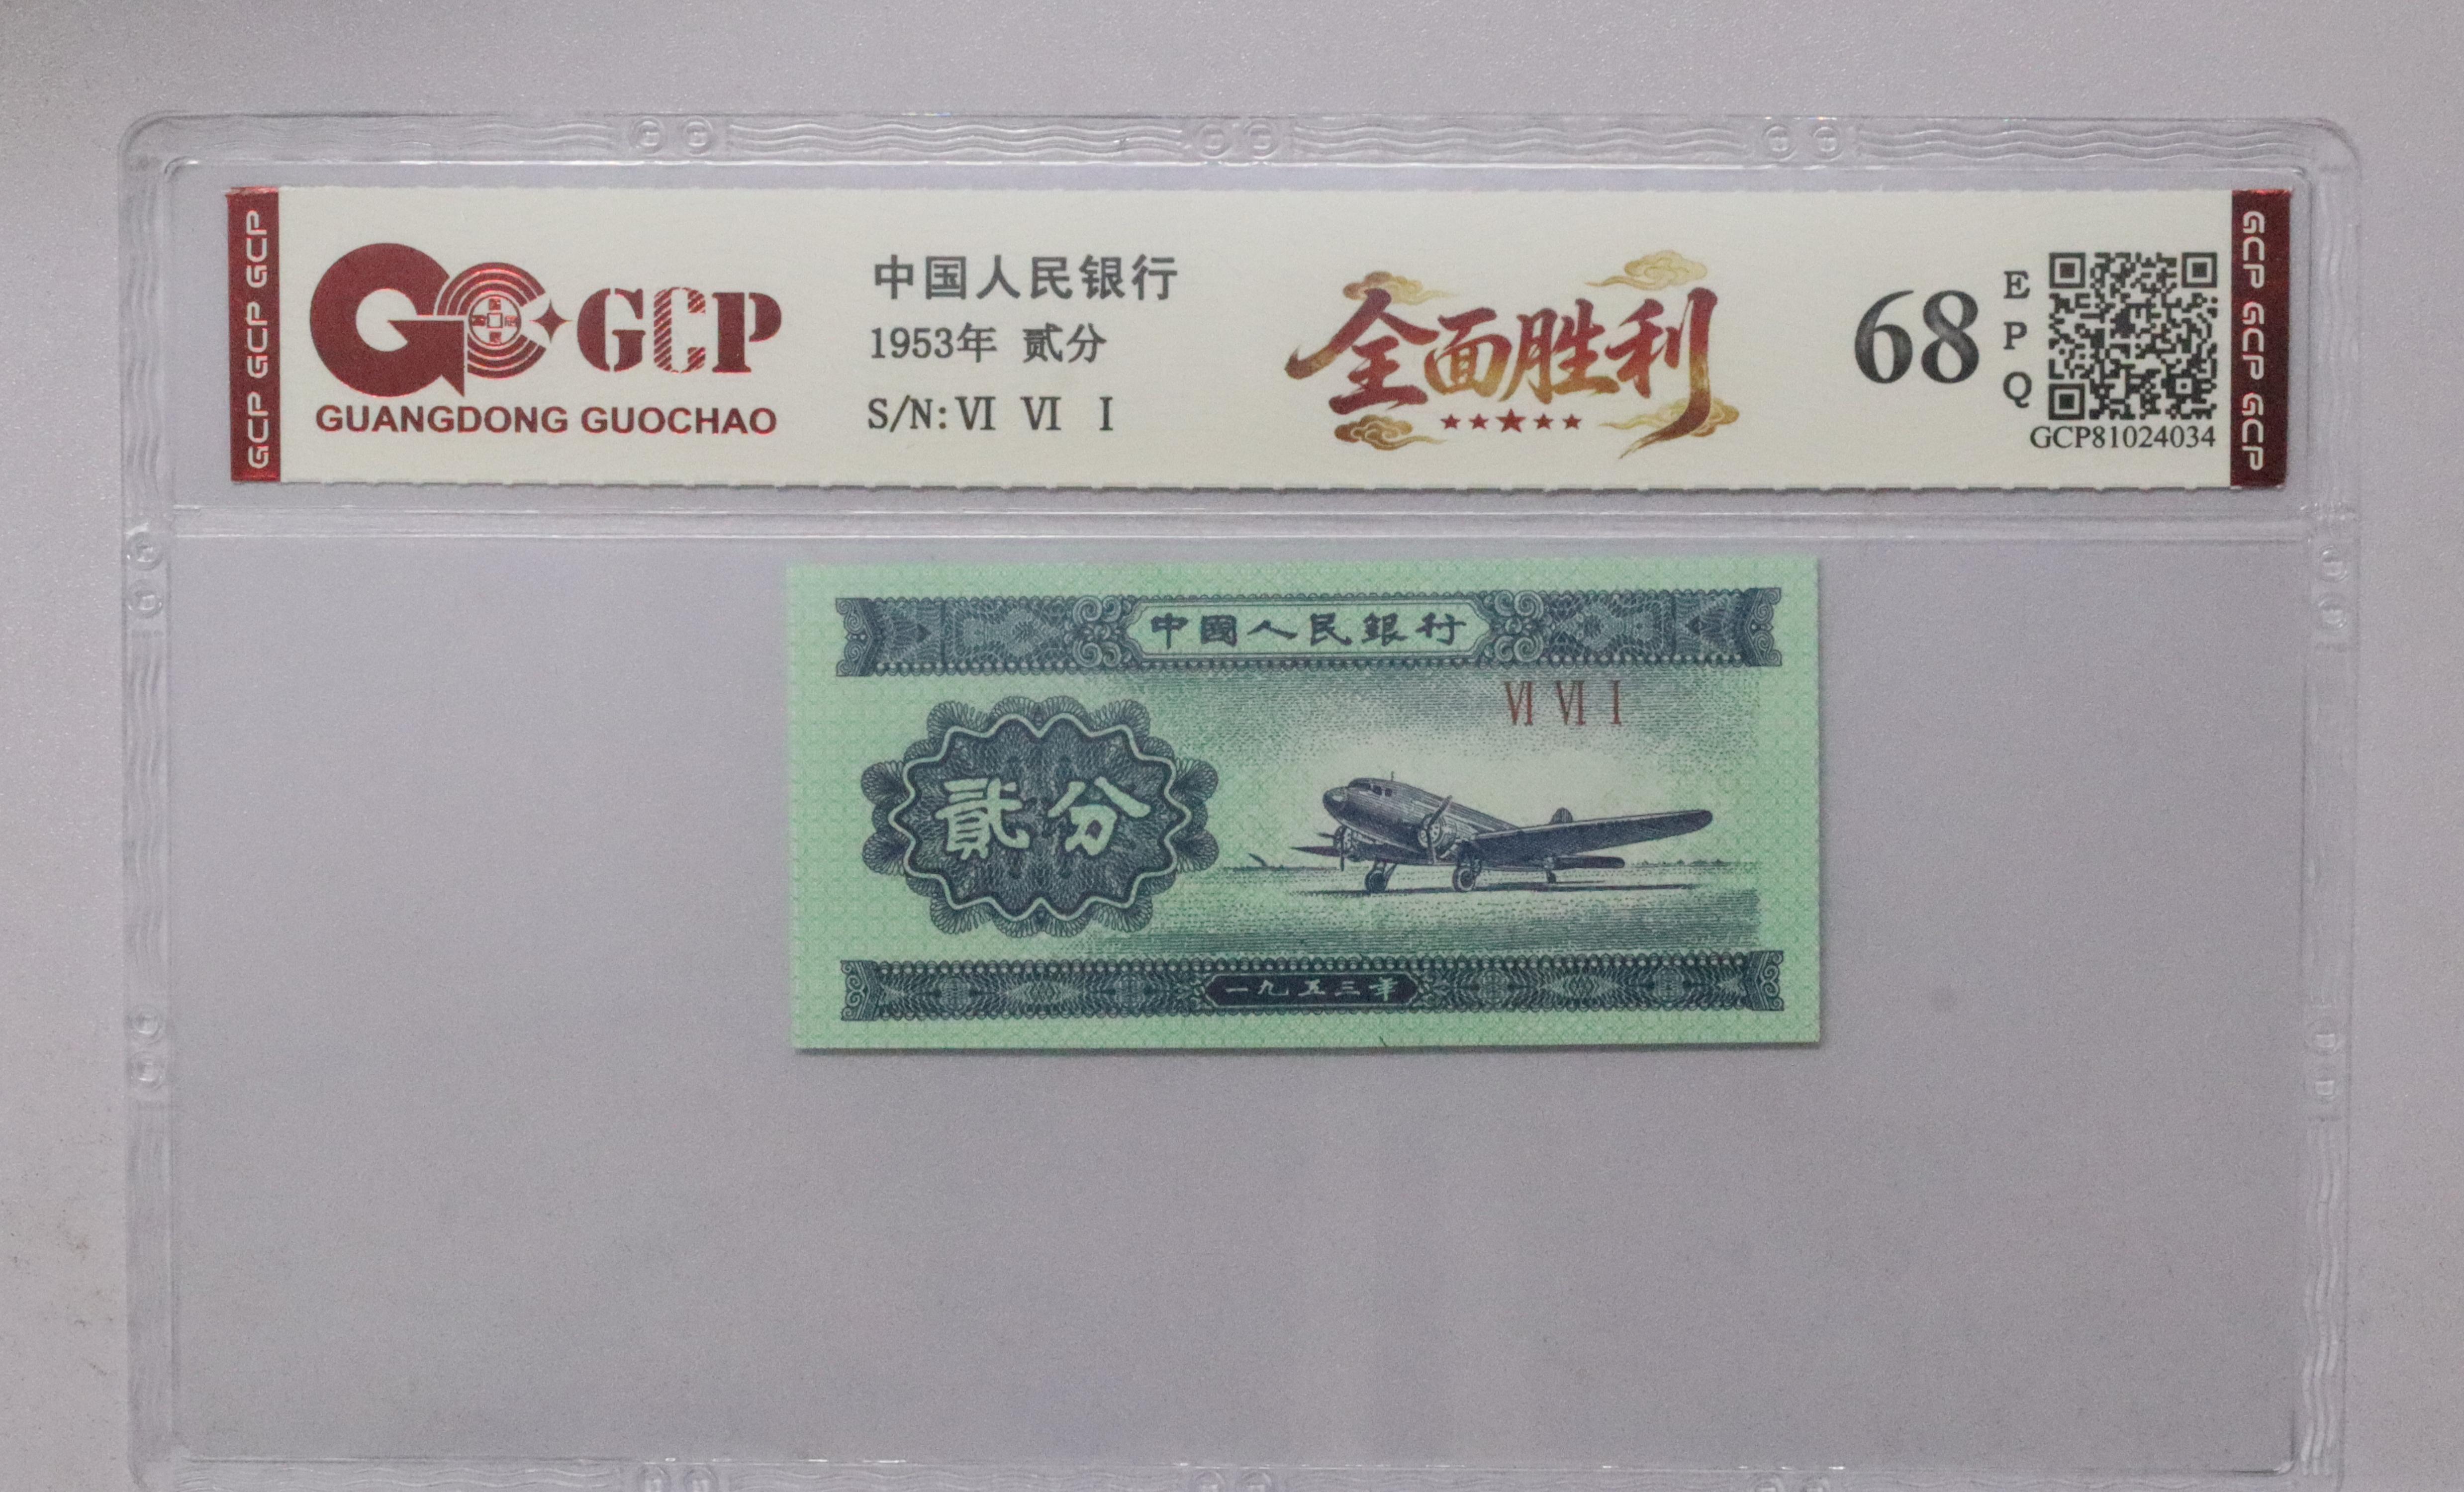 GCP GCP GCP
GCP
GUANGDONG GUOCHAO
中国人民银行
1953年 贰分
S/N: VI VI I
全面胜利
68
EPQ
GCP81024034
GCP GCP GCP
中國人民銀行
VI VI I
貳分
一九五三年